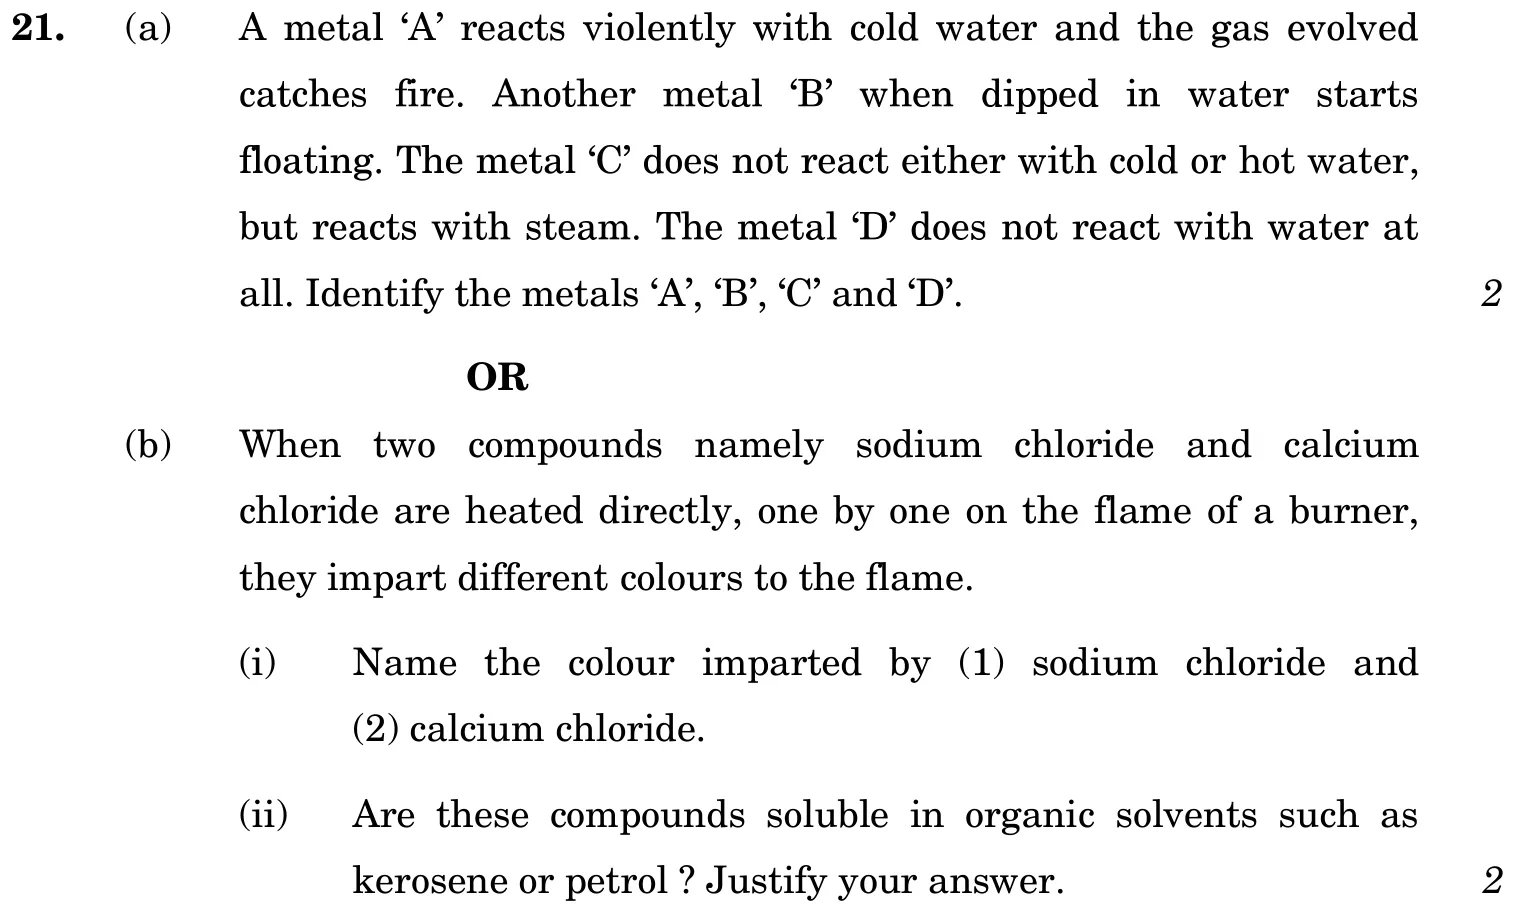 21. (a) A metal ‘A’ reacts violently with cold water and the gas evolved
catches fire. Another metal ‘B’ when dipped in water starts
floating. The metal ‘C’ does not react either with cold or hot water,
but reacts with steam. The metal ‘D’ does not react with water at
all. Identify the metals ‘A’, ‘B’, ‘C’ and ‘D’. 2
OR
(b) When two compounds namely sodium chloride and calcium
chloride are heated directly, one by one on the flame of a burner,
they impart different colours to the flame.
(i) Name the colour imparted by (1) sodium chloride and
(2) calcium chloride.
(ii) Are these compounds soluble in organic solvents such as
kerosene or petrol ? Justify your answer. 2